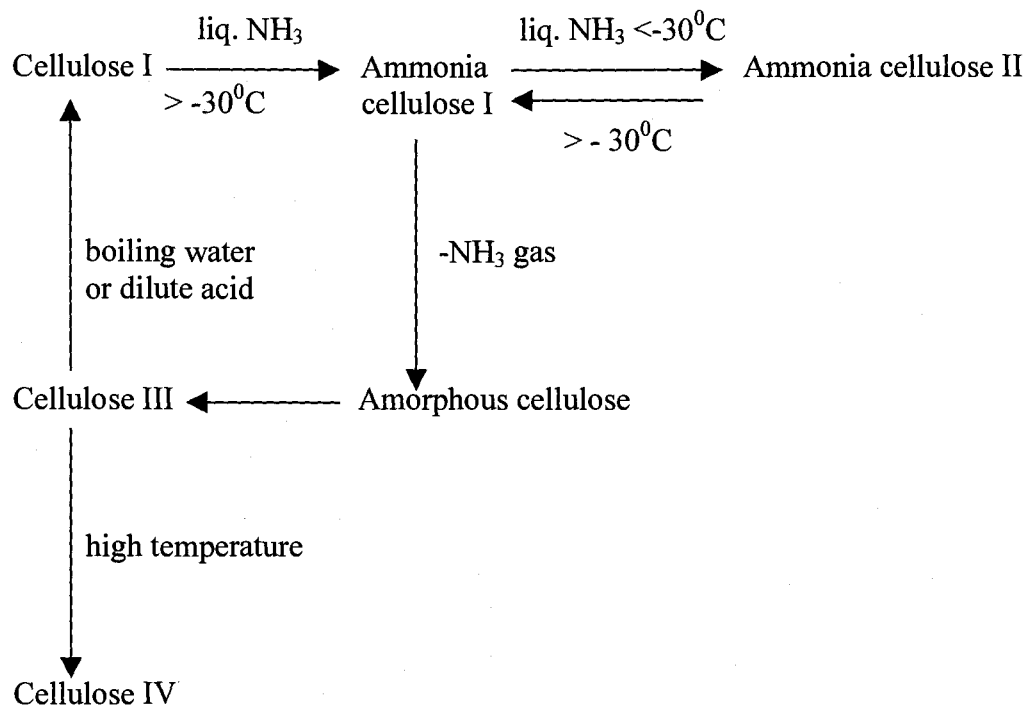 liq. NH₃
liq. NH₃ <-30⁰C
Cellulose I
Ammonia
cellulose I
Ammonia cellulose II
> -30⁰C
> - 30⁰C
boiling water
or dilute acid
-NH₃ gas
Cellulose III
Amorphous cellulose
high temperature
Cellulose IV